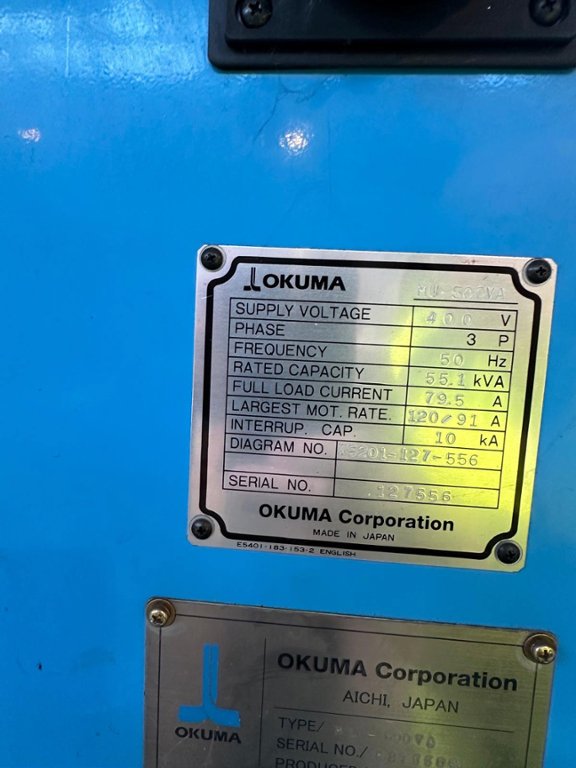 OKUMA
SUPPLY VOLTAGE 400 V
PHASE 3 P
FREQUENCY 50 Hz
RATED CAPACITY 55.1 kVA
FULL LOAD CURRENT 79.5 A
LARGEST MOT. RATE. 120/91 A
INTERRUP. CAP. 10 kA
DIAGRAM NO.
SERIAL NO. 127556
OKUMA Corporation
MADE IN JAPAN
E5401-183-153-2 ENGLISH
OKUMA Corporation
AICHI, JAPAN
OKUMA
TYPE/
SERIAL NO./